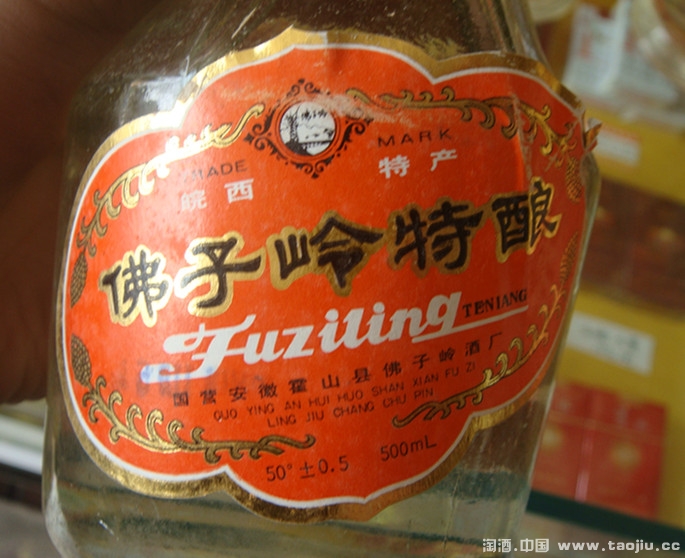 MADE MARK
皖西 特产
佛子岭特酿
Fuziling TENIANG
国营安徽霍山县佛子岭酒厂
GUO YING AN HUI HUO SHAN XIAN FU ZI
LING JIU CHANG CHU PIN
50°±0.5 500mL
淘酒.中国 www.taojiu.cc